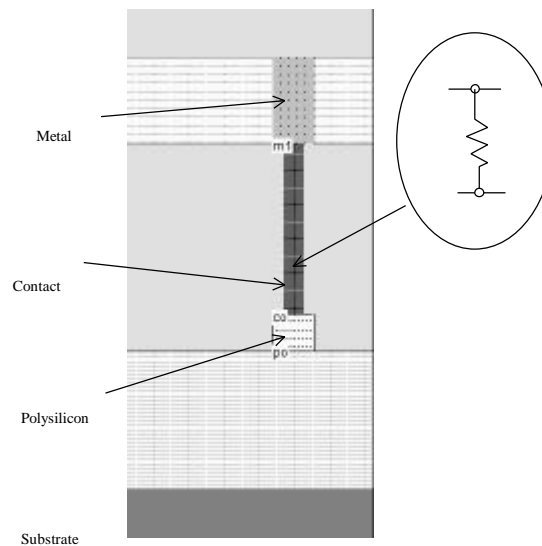 Metal
m1
Contact
co
po
Polysilicon
Substrate